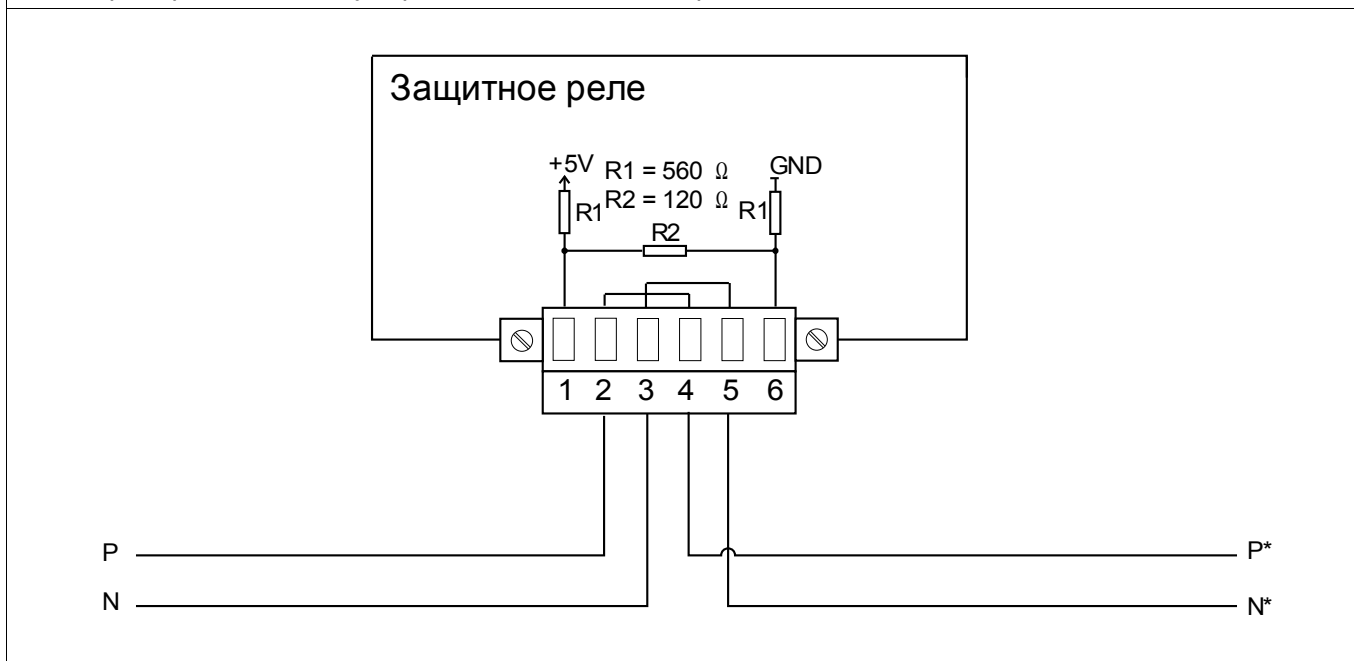 Защитное реле
+5V R1 = 560 Ω GND
R2 = 120 Ω
R1 R1
R2
1 2 3 4 5 6
P P*
N N*